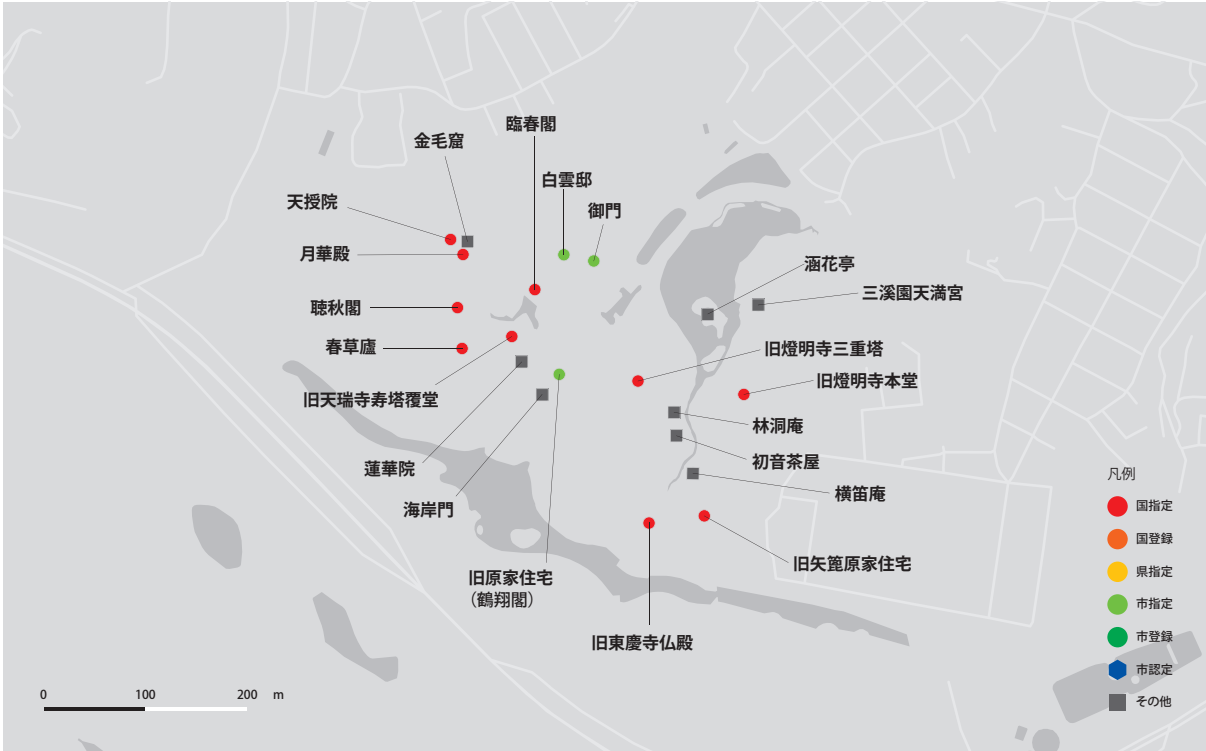 臨春閣
金毛窟
白雲邸
天授院
御門
月華殿
涵花亭
三溪園天満宮
聴秋閣
春草廬
旧燈明寺三重塔
旧燈明寺本堂
旧天瑞寺寿塔覆堂
林洞庵
初音茶屋
蓮華院
横笛庵
海岸門
旧矢箆原家住宅
旧原家住宅
（鶴翔閣）
旧東慶寺仏殿
凡例
国指定
国登録
県指定
市指定
市登録
市認定
その他
0 100 200 m